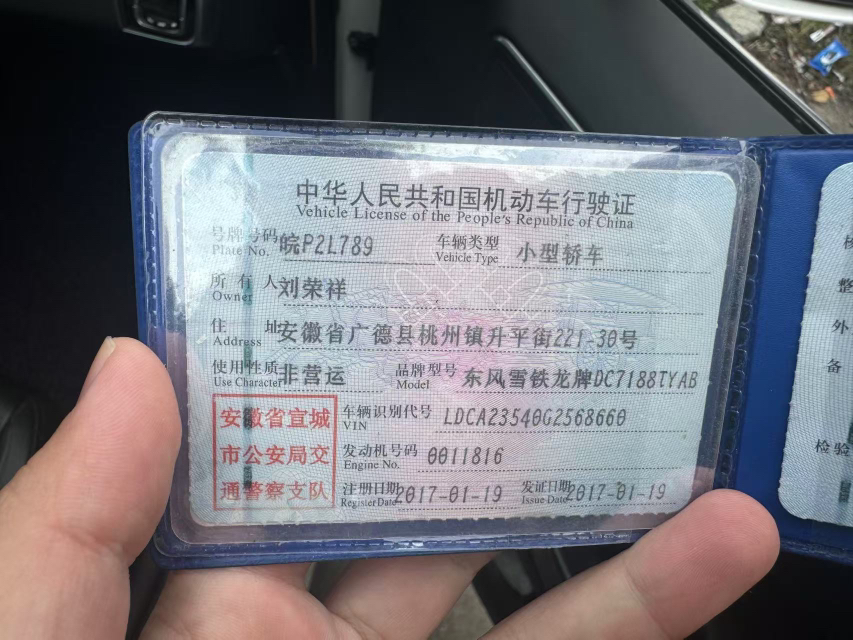 中华人民共和国机动车行驶证
Vehicle License of the People's Republic of China
号牌号码 皖P2L789 车辆类型 小型轿车
Plate No. Vehicle Type
所有人 刘荣祥
Owner
住址 安徽省广德县桃州镇升平街221-30号
Address
使用性质 非营运 品牌型号 东风雪铁龙牌DC7188TYAB
Use Character Model
安徽省宣城
市公安局交
通警察支队
车辆识别代号 LDCA23540G2568660
VIN
发动机号码 0011816
Engine No.
注册日期 2017-01-19 发证日期 2017-01-19
Register Date Issue Date
核
整
外
备
检验